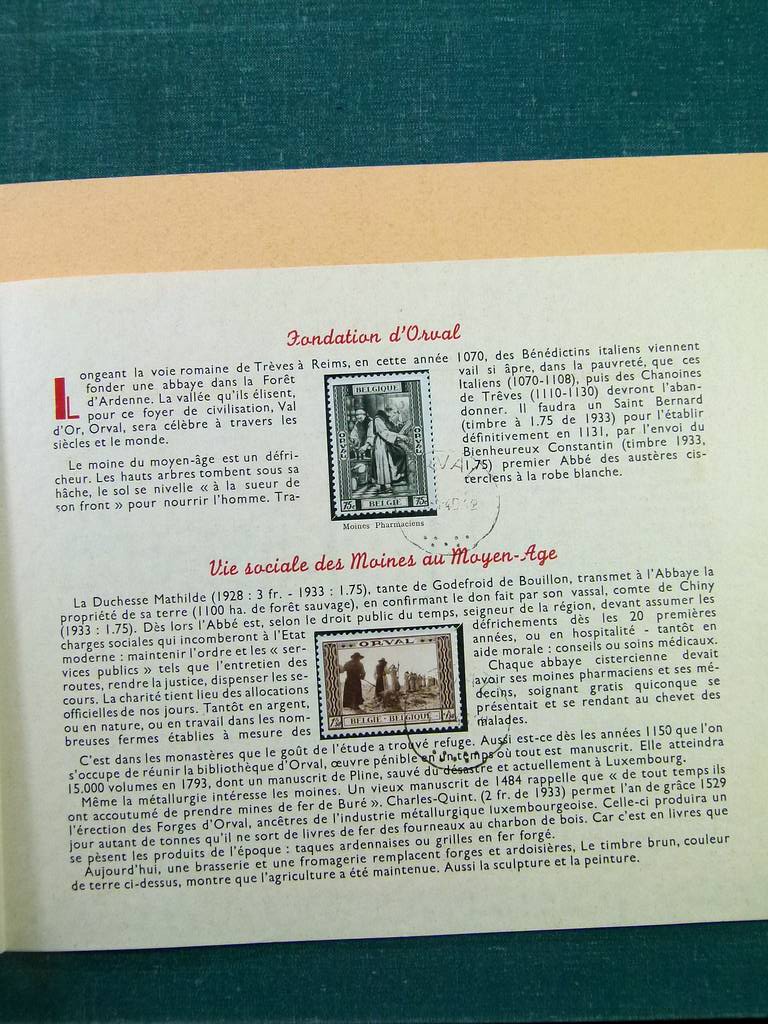 Fondation d'Orval
Longeant la voie romaine de Trèves à Reims, en cette année 1070, des Bénédictins italiens viennent
fonder une abbaye dans la Forêt
d'Ardenne. La vallée qu'ils élisent,
pour ce foyer de civilisation, Val
d'Or, Orval, sera célèbre à travers les
siècles et le monde.
Le moine du moyen-âge est un défri-
cheur. Les hauts arbres tombent sous sa
hâche, le sol se nivelle « à la sueur de
son front » pour nourrir l'homme. Tra-
BELGIQUE
ORVAL
ORVAL
75c BELGIE 75c
Moines Pharmaciens
vail si âpre, dans la pauvreté, que ces
Italiens (1070-1108), puis des Chanoines
de Trêves (1110-1130) devront l'aban-
donner. Il faudra un Saint Bernard
(timbre à 1.75 de 1933) pour l'établir
définitivement en 1131, par l'envoi du
Bienheureux Constantin (timbre 1933,
1,75) premier Abbé des austères cis-
terciens à la robe blanche.
Vie sociale des Moines au Moyen-Age
La Duchesse Mathilde (1928 : 3 fr. - 1933 : 1.75), tante de Godefroid de Bouillon, transmet à l'Abbaye la
propriété de sa terre (1100 ha. de forêt sauvage), en confirmant le don fait par son vassal, comte de Chiny
(1933 : 1.75). Dès lors l'Abbé est, selon le droit public du temps, seigneur de la région, devant assumer les
charges sociales qui incomberont à l'Etat
moderne : maintenir l'ordre et les « ser-
vices publics » tels que l'entretien des
routes, rendre la justice, dispenser les se-
cours. La charité tient lieu des allocations
officielles de nos jours. Tantôt en argent,
ou en nature, ou en travail dans les nom-
breuses fermes établies à mesure des
ORVAL
BELGIE - BELGIQUE
défrichements dès les 20 premières
années, ou en hospitalité - tantôt en
aide morale : conseils ou soins médicaux.
Chaque abbaye cistercienne devait
avoir ses moines pharmaciens et ses mé-
decins, soignant gratis quiconque se
présentait et se rendant au chevet des
malades.
C'est dans les monastères que le goût de l'étude a trouvé refuge. Aussi est-ce dès les années 1150 que l'on
s'occupe de réunir la bibliothèque d'Orval, œuvre pénible en un temps où tout est manuscrit. Elle atteindra
15.000 volumes en 1793, dont un manuscrit de Pline, sauvé du désastre et actuellement à Luxembourg.
Même la métallurgie intéresse les moines. Un vieux manuscrit de 1484 rappelle que « de tout temps ils
ont accoutumé de prendre mines de fer de Buré ». Charles-Quint. (2 fr. de 1933) permet l'an de grâce 1529
l'érection des Forges d'Orval, ancêtres de l'industrie métallurgique luxembourgeoise. Celle-ci produira un
jour autant de tonnes qu'il ne sort de livres de fer des fourneaux au charbon de bois. Car c'est en livres que
se pèsent les produits de l'époque : taques ardennaises ou grilles en fer forgé.
Aujourd'hui, une brasserie et une fromagerie remplacent forges et ardoisières, Le timbre brun, couleur
de terre ci-dessus, montre que l'agriculture a été maintenue. Aussi la sculpture et la peinture.